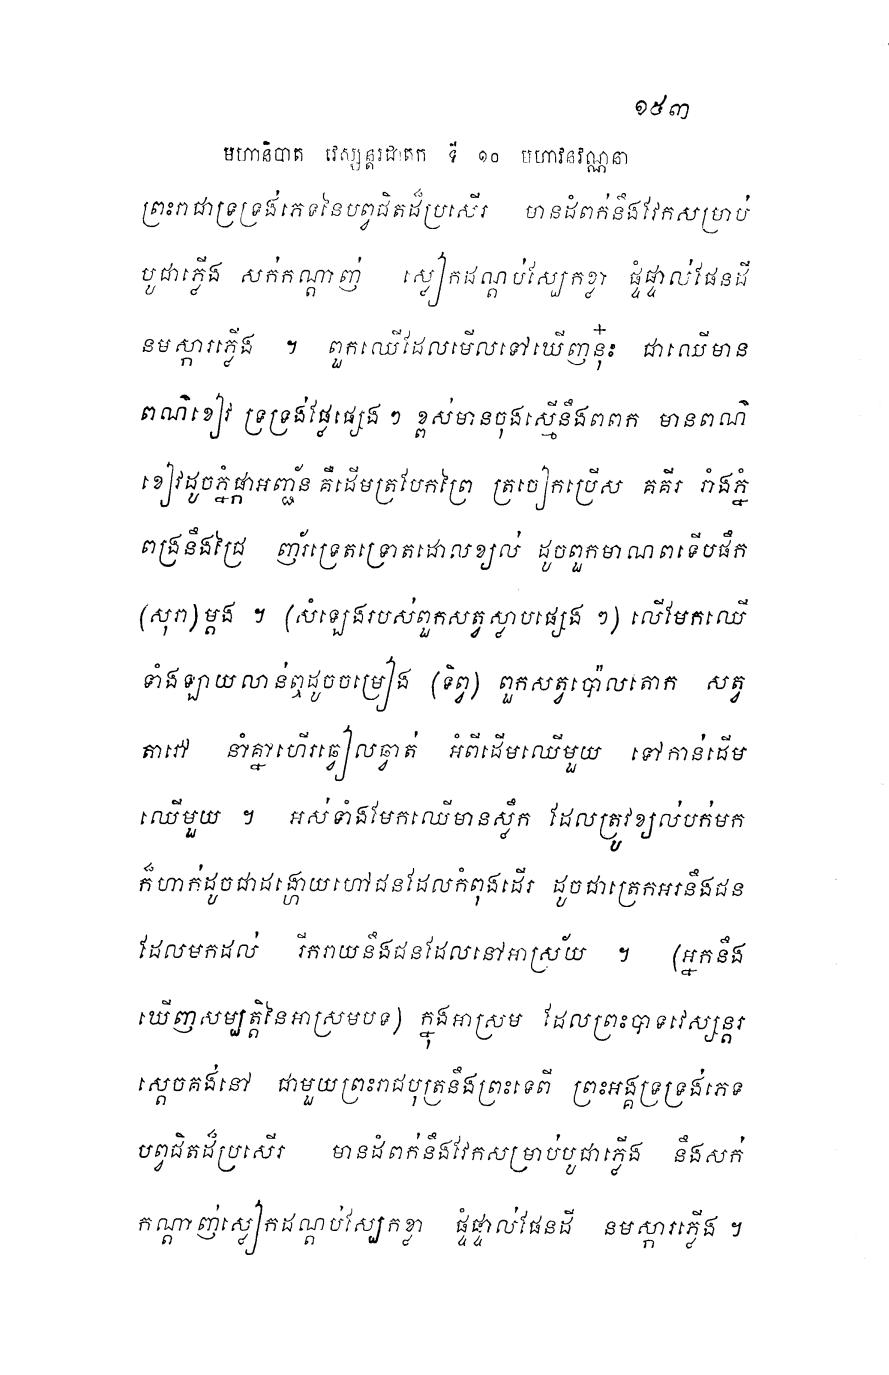 ១៥៣
មហានិបាត វេស្សន្តរជាតក ទី ១០ មហាវនវណ្ណនា
ព្រះរាជាទ្រទ្រង់ភេទនៃបព្វជិតដ៏ប្រសើរ មានដំពក់នឹងវែកសម្រាប់
បូជាភ្លើង សក់កណ្តាញ់ ស្លៀកដណ្តប់ស្បែកខ្លា ផ្ទំផ្ទាល់ផែនដី
នមស្ការភ្លើង ។ ពួកឈើដែលមើលទៅឃើញនុ៎ះ ជាឈើមាន
ពណ៌ខៀវ ទ្រទ្រង់ផ្លែផ្សេង ៗ ខ្ពស់មានចុងស្មើនឹងពពក មានពណ៌
ខៀវដូចភ្នំផ្កាអញ្ជ័ន គឺដើមត្របែកព្រៃ ត្រចៀកប្រើស គគីរ រាំងភ្នំ
ពង្រនឹងជ្រៃ ញ័រទ្រេតទ្រោតដោលខ្យល់ ដូចពួកមាណពទើបផឹក
(សុរា) ម្តង ។ (សំឡេងរបស់ពួកសត្វស្លាបផ្សេង ៗ) លើមែកឈើ
ទាំងឡាយលាន់ឮដូចចម្រៀង (ទិព្វ) ពួកសត្វប៉ោលតោក សត្វ
តាវៅ នាំគ្នាហើរឆ្វៀលឆ្វាត់ អំពីដើមឈើមួយ ទៅកាន់ដើម
ឈើមួយ ។ អស់ទាំងមែកឈើមានស្លឹក ដែលត្រូវខ្យល់បក់មក
ក៏ហាក់ដូចជាដង្ហោយហៅជនដែលកំពុងដើរ ដូចជាត្រេកអរនឹងជន
ដែលមកដល់ រីករាយនឹងជនដែលនៅអាស្រ័យ ។ (អ្នកនឹង
ឃើញសម្បត្តិនៃអាស្រមបទ) ក្នុងអាស្រម ដែលព្រះបាទវេស្សន្តរ
ស្តេចគង់នៅ ជាមួយព្រះរាជបុត្រនឹងព្រះទេពី ព្រះអង្គទ្រទ្រង់ភេទ
បព្វជិតដ៏ប្រសើរ មានដំពក់នឹងវែកសម្រាប់បូជាភ្លើង នឹងសក់
កណ្តាញ់ស្លៀកដណ្តប់ស្បែកខ្លា ផ្ទំផ្ទាល់ផែនដី នមស្ការភ្លើង ។